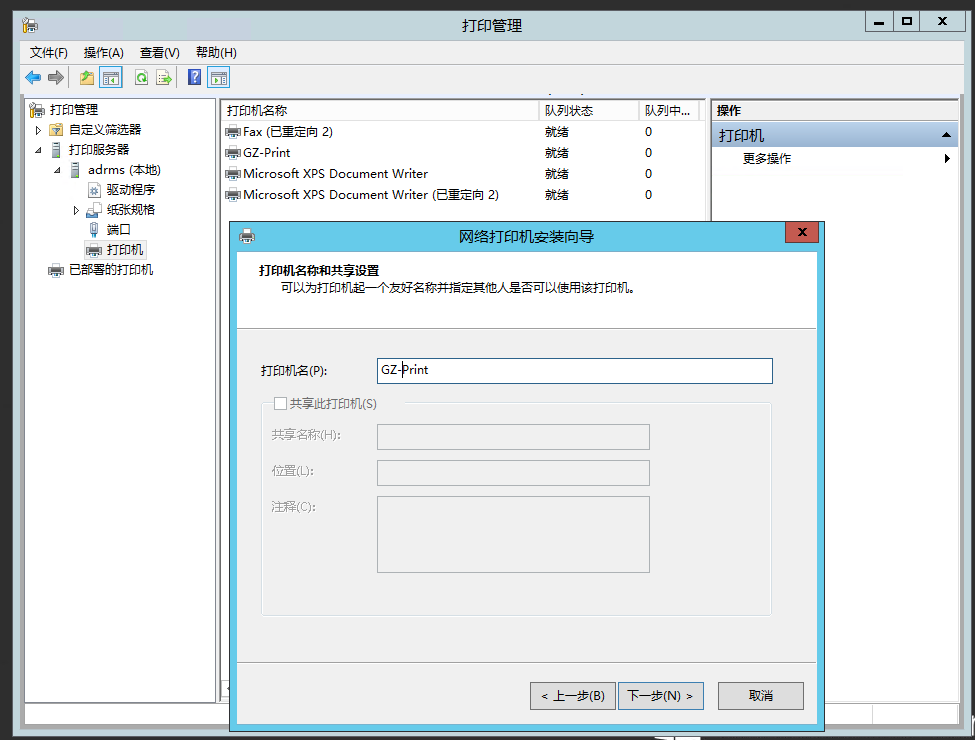 打印管理
文件(F) 操作(A) 查看(V) 帮助(H)
打印管理
自定义筛选器
打印服务器
adrms (本地)
驱动程序
纸张规格
端口
打印机
已部署的打印机
打印机名称 队列状态 队列中...
Fax (已重定向 2) 就绪 0
GZ-Print 就绪 0
Microsoft XPS Document Writer 就绪 0
Microsoft XPS Document Writer (已重定向 2) 就绪 0
操作
打印机
更多操作
网络打印机安装向导
打印机名称和共享设置
可以为打印机起一个友好名称并指定其他人是否可以使用该打印机。
打印机名(P): GZ-Print
共享此打印机(S)
共享名称(H):
位置(L):
注释(C):
< 上一步(B) 下一步(N) > 取消